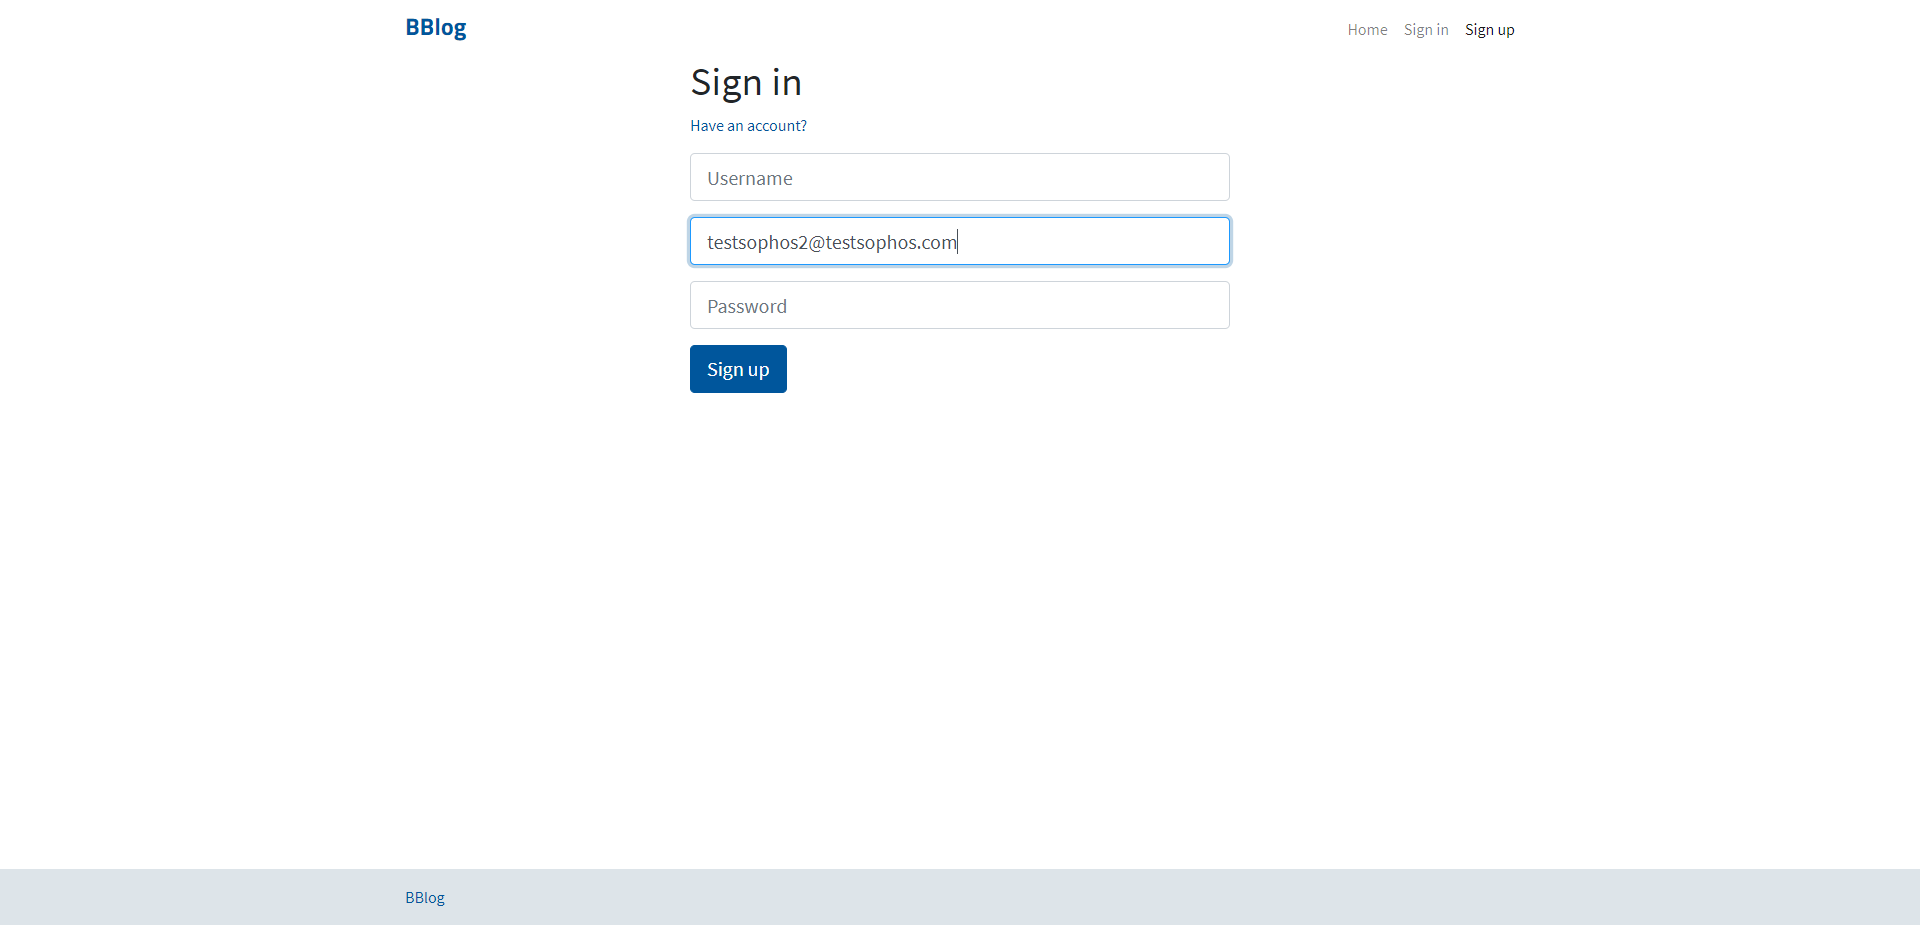 BBlog
Home Sign in Sign up
Sign in
Have an account?
Username
testsophos2@testsophos.com
Password
Sign up
BBlog